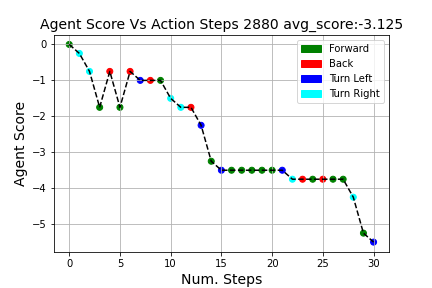 Agent Score Vs Action Steps 2880 avg_score:-3.125
Forward
Back
Turn Left
Turn Right
Agent Score
0
−1
−2
−3
−4
−5
0 5 10 15 20 25 30
Num. Steps